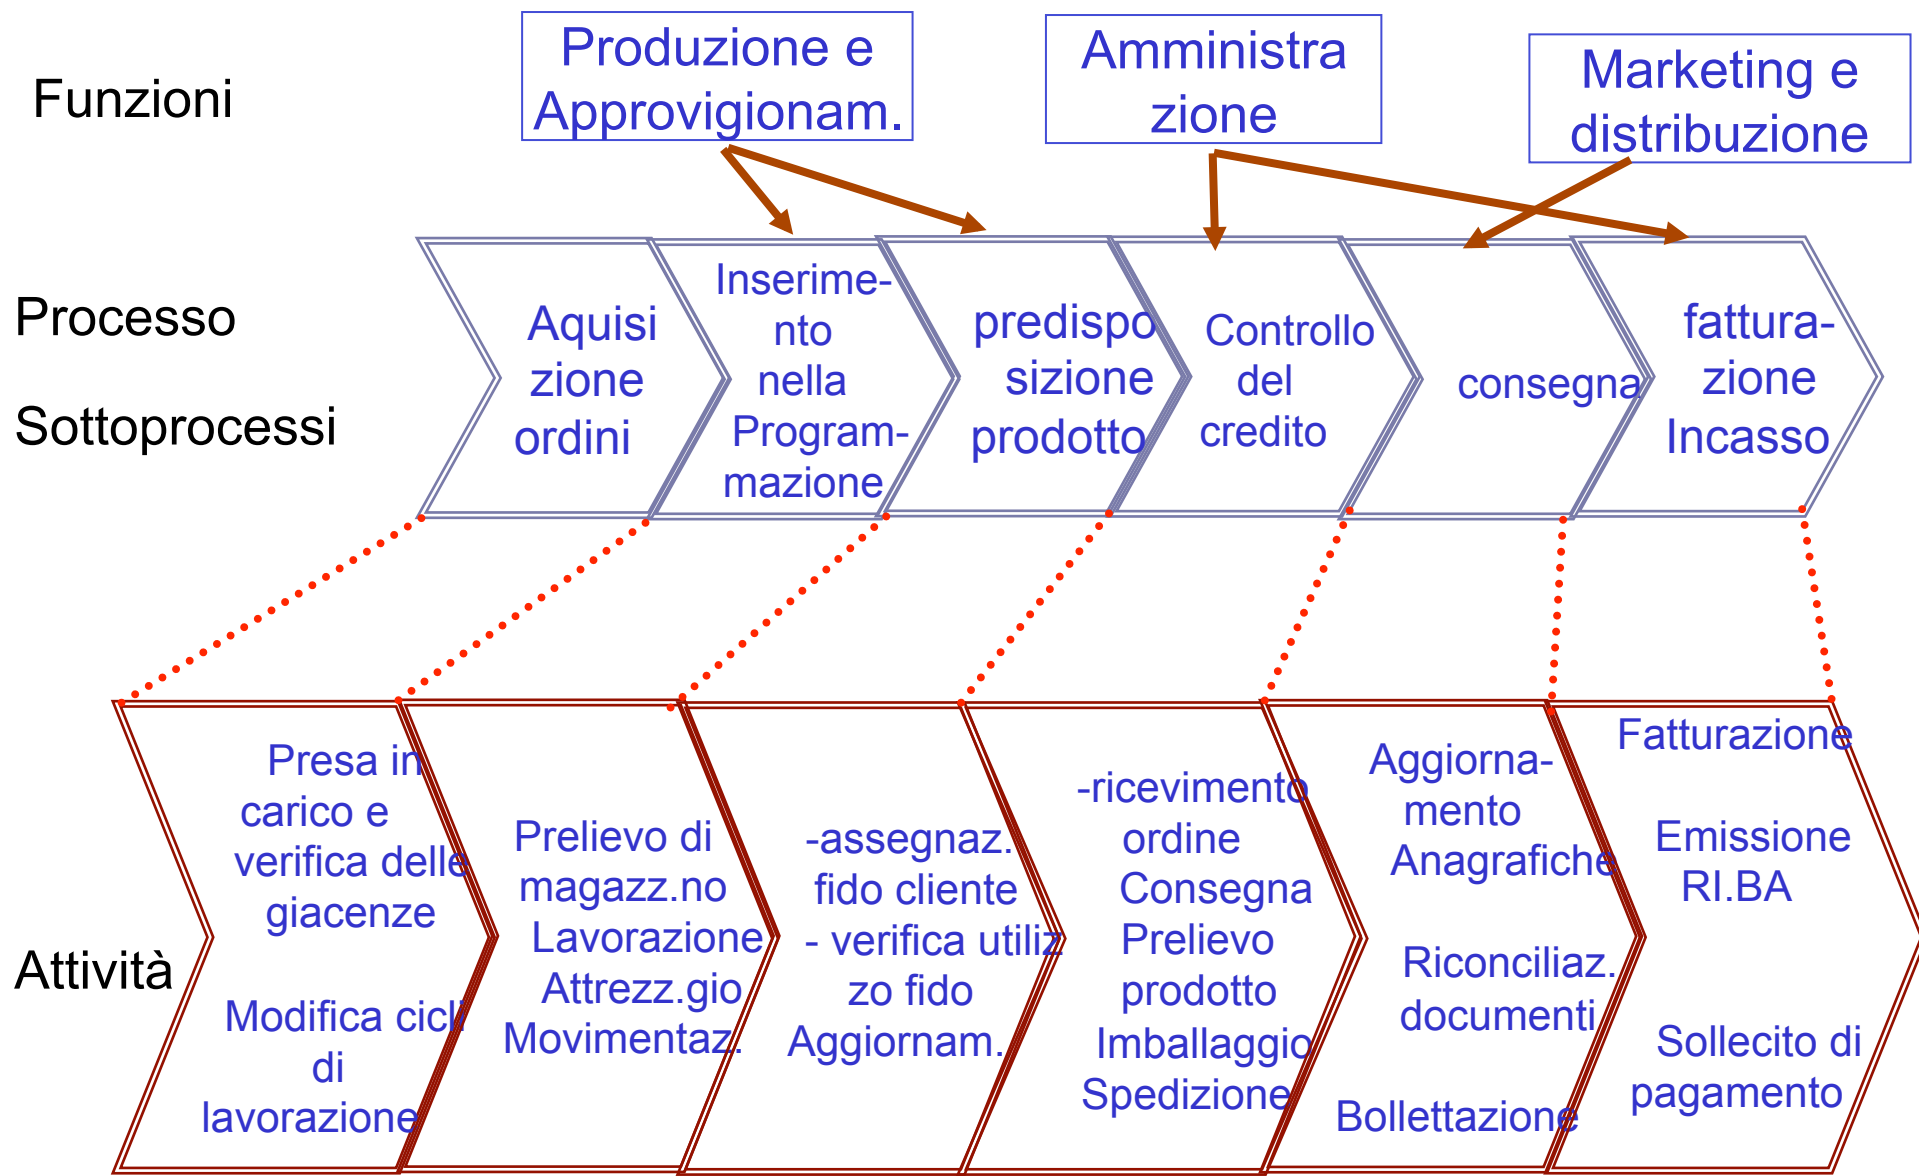 Funzioni
Produzione e
Approvigionam.
Amministra
zione
Marketing e
distribuzione
Processo
Sottoprocessi
Aquisi
zione
ordini
Inserime-
nto
nella
Program-
mazione
predispo
sizione
prodotto
Controllo
del
credito
consegna
fattura-
zione
Incasso
Attività
Presa in
carico e
verifica delle
giacenze
Modifica cicli
di
lavorazione
Prelievo di
magazz.no
Lavorazione
Attrezz.gio
Movimentaz.
-assegnaz.
fido cliente
- verifica utiliz
zo fido
Aggiornam.
-ricevimento
ordine
Consegna
Prelievo
prodotto
Imballaggio
Spedizione
Aggiorna-
mento
Anagrafiche
Riconciliaz.
documenti
Bollettazione
Fatturazione
Emissione
RI.BA
Sollecito di
pagamento